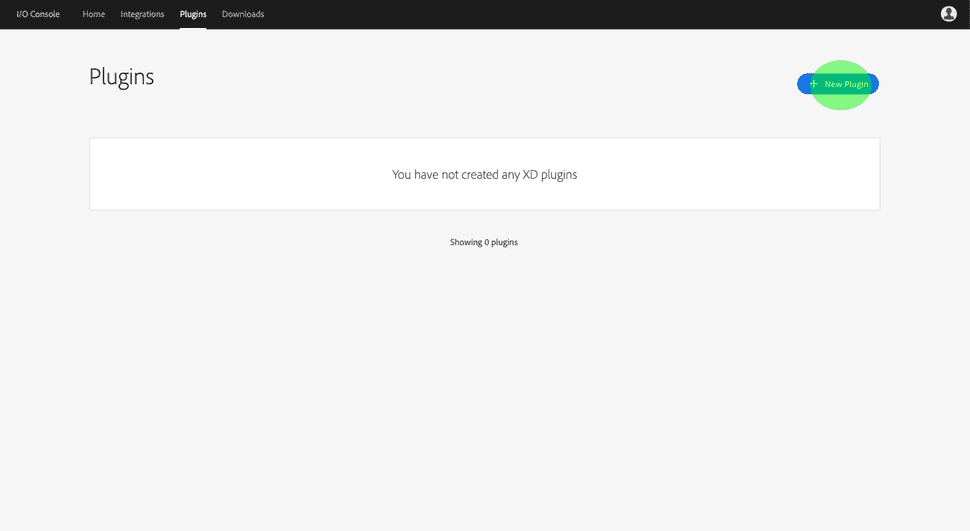 I/O Console Home Integrations Plugins Downloads
Plugins
+ New Plugin
You have not created any XD plugins
Showing 0 plugins